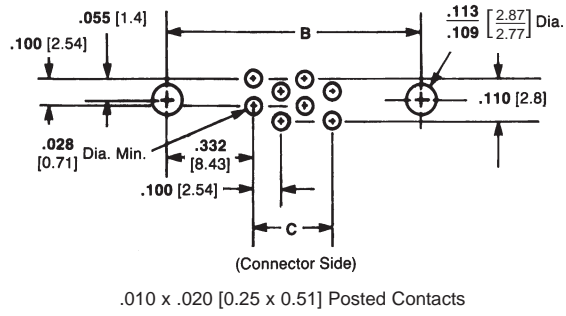 .055 [1.4]
.100 [2.54]
B
.113
.109
[2.87
2.77]
Dia.
.110 [2.8]
.028
[0.71]
Dia. Min.
.332
[8.43]
.100 [2.54]
C
(Connector Side)
.010 x .020 [0.25 x 0.51] Posted Contacts